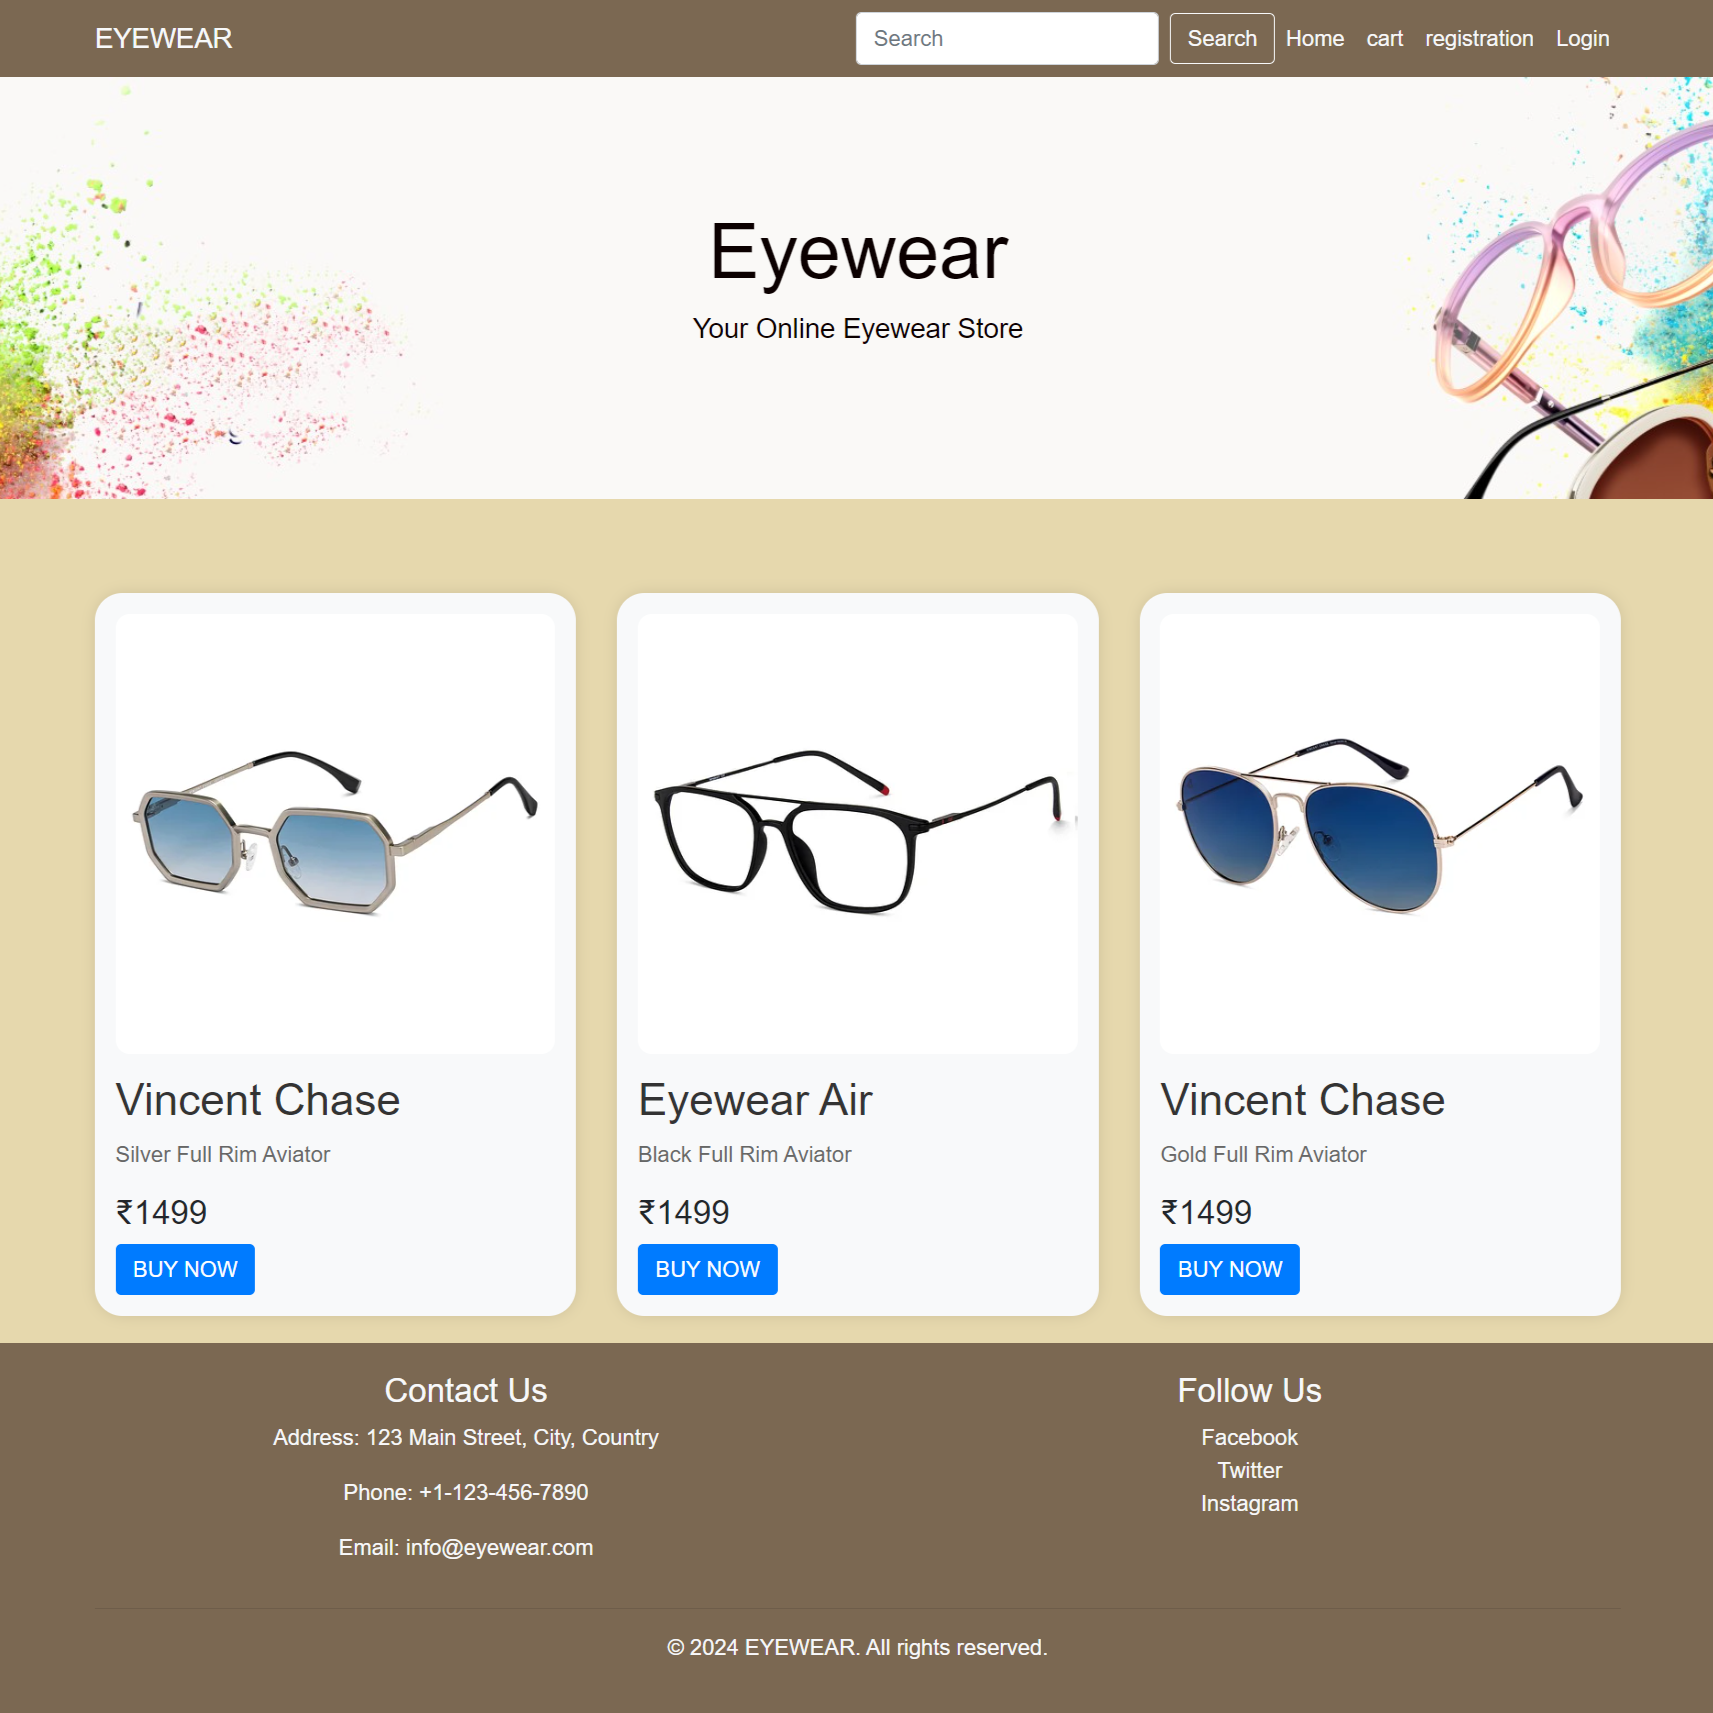 EYEWEAR
Search
Search
Home
cart
registration
Login
Eyewear
Your Online Eyewear Store
Vincent Chase
Silver Full Rim Aviator
₹1499
BUY NOW
Eyewear Air
Black Full Rim Aviator
₹1499
BUY NOW
Vincent Chase
Gold Full Rim Aviator
₹1499
BUY NOW
Contact Us
Address: 123 Main Street, City, Country
Phone: +1-123-456-7890
Email: info@eyewear.com
Follow Us
Facebook
Twitter
Instagram
© 2024 EYEWEAR. All rights reserved.